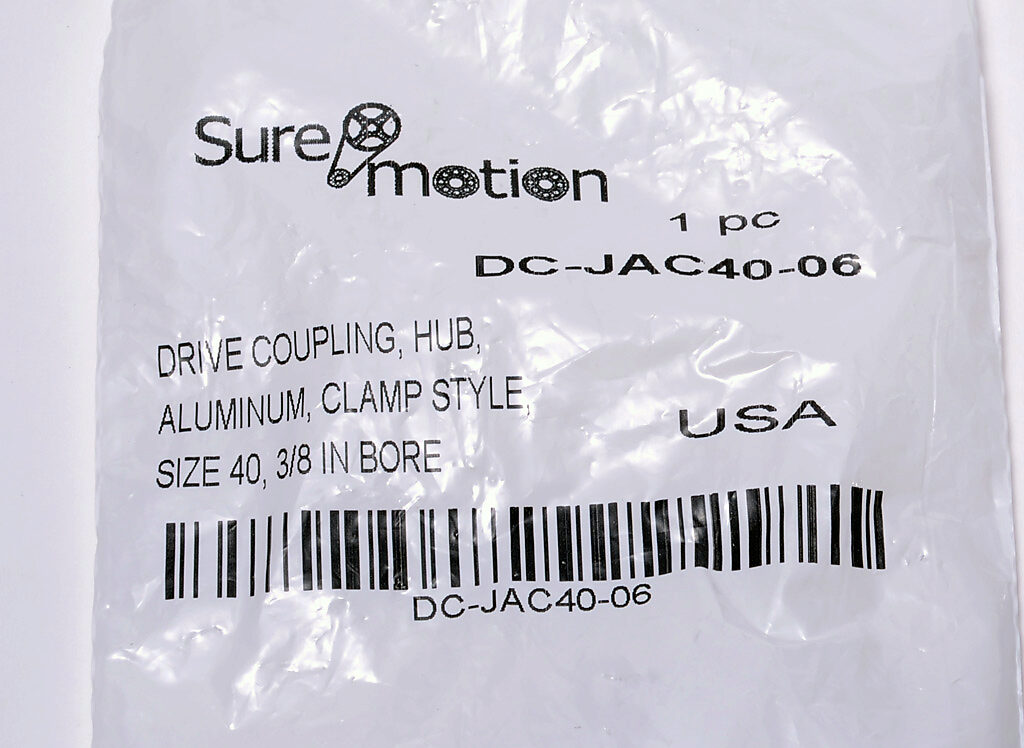 Sure motion
1 pc
DC-JAC40-06
DRIVE COUPLING, HUB,
ALUMINUM, CLAMP STYLE,
SIZE 40, 3/8 IN BORE
USA
DC-JAC40-06